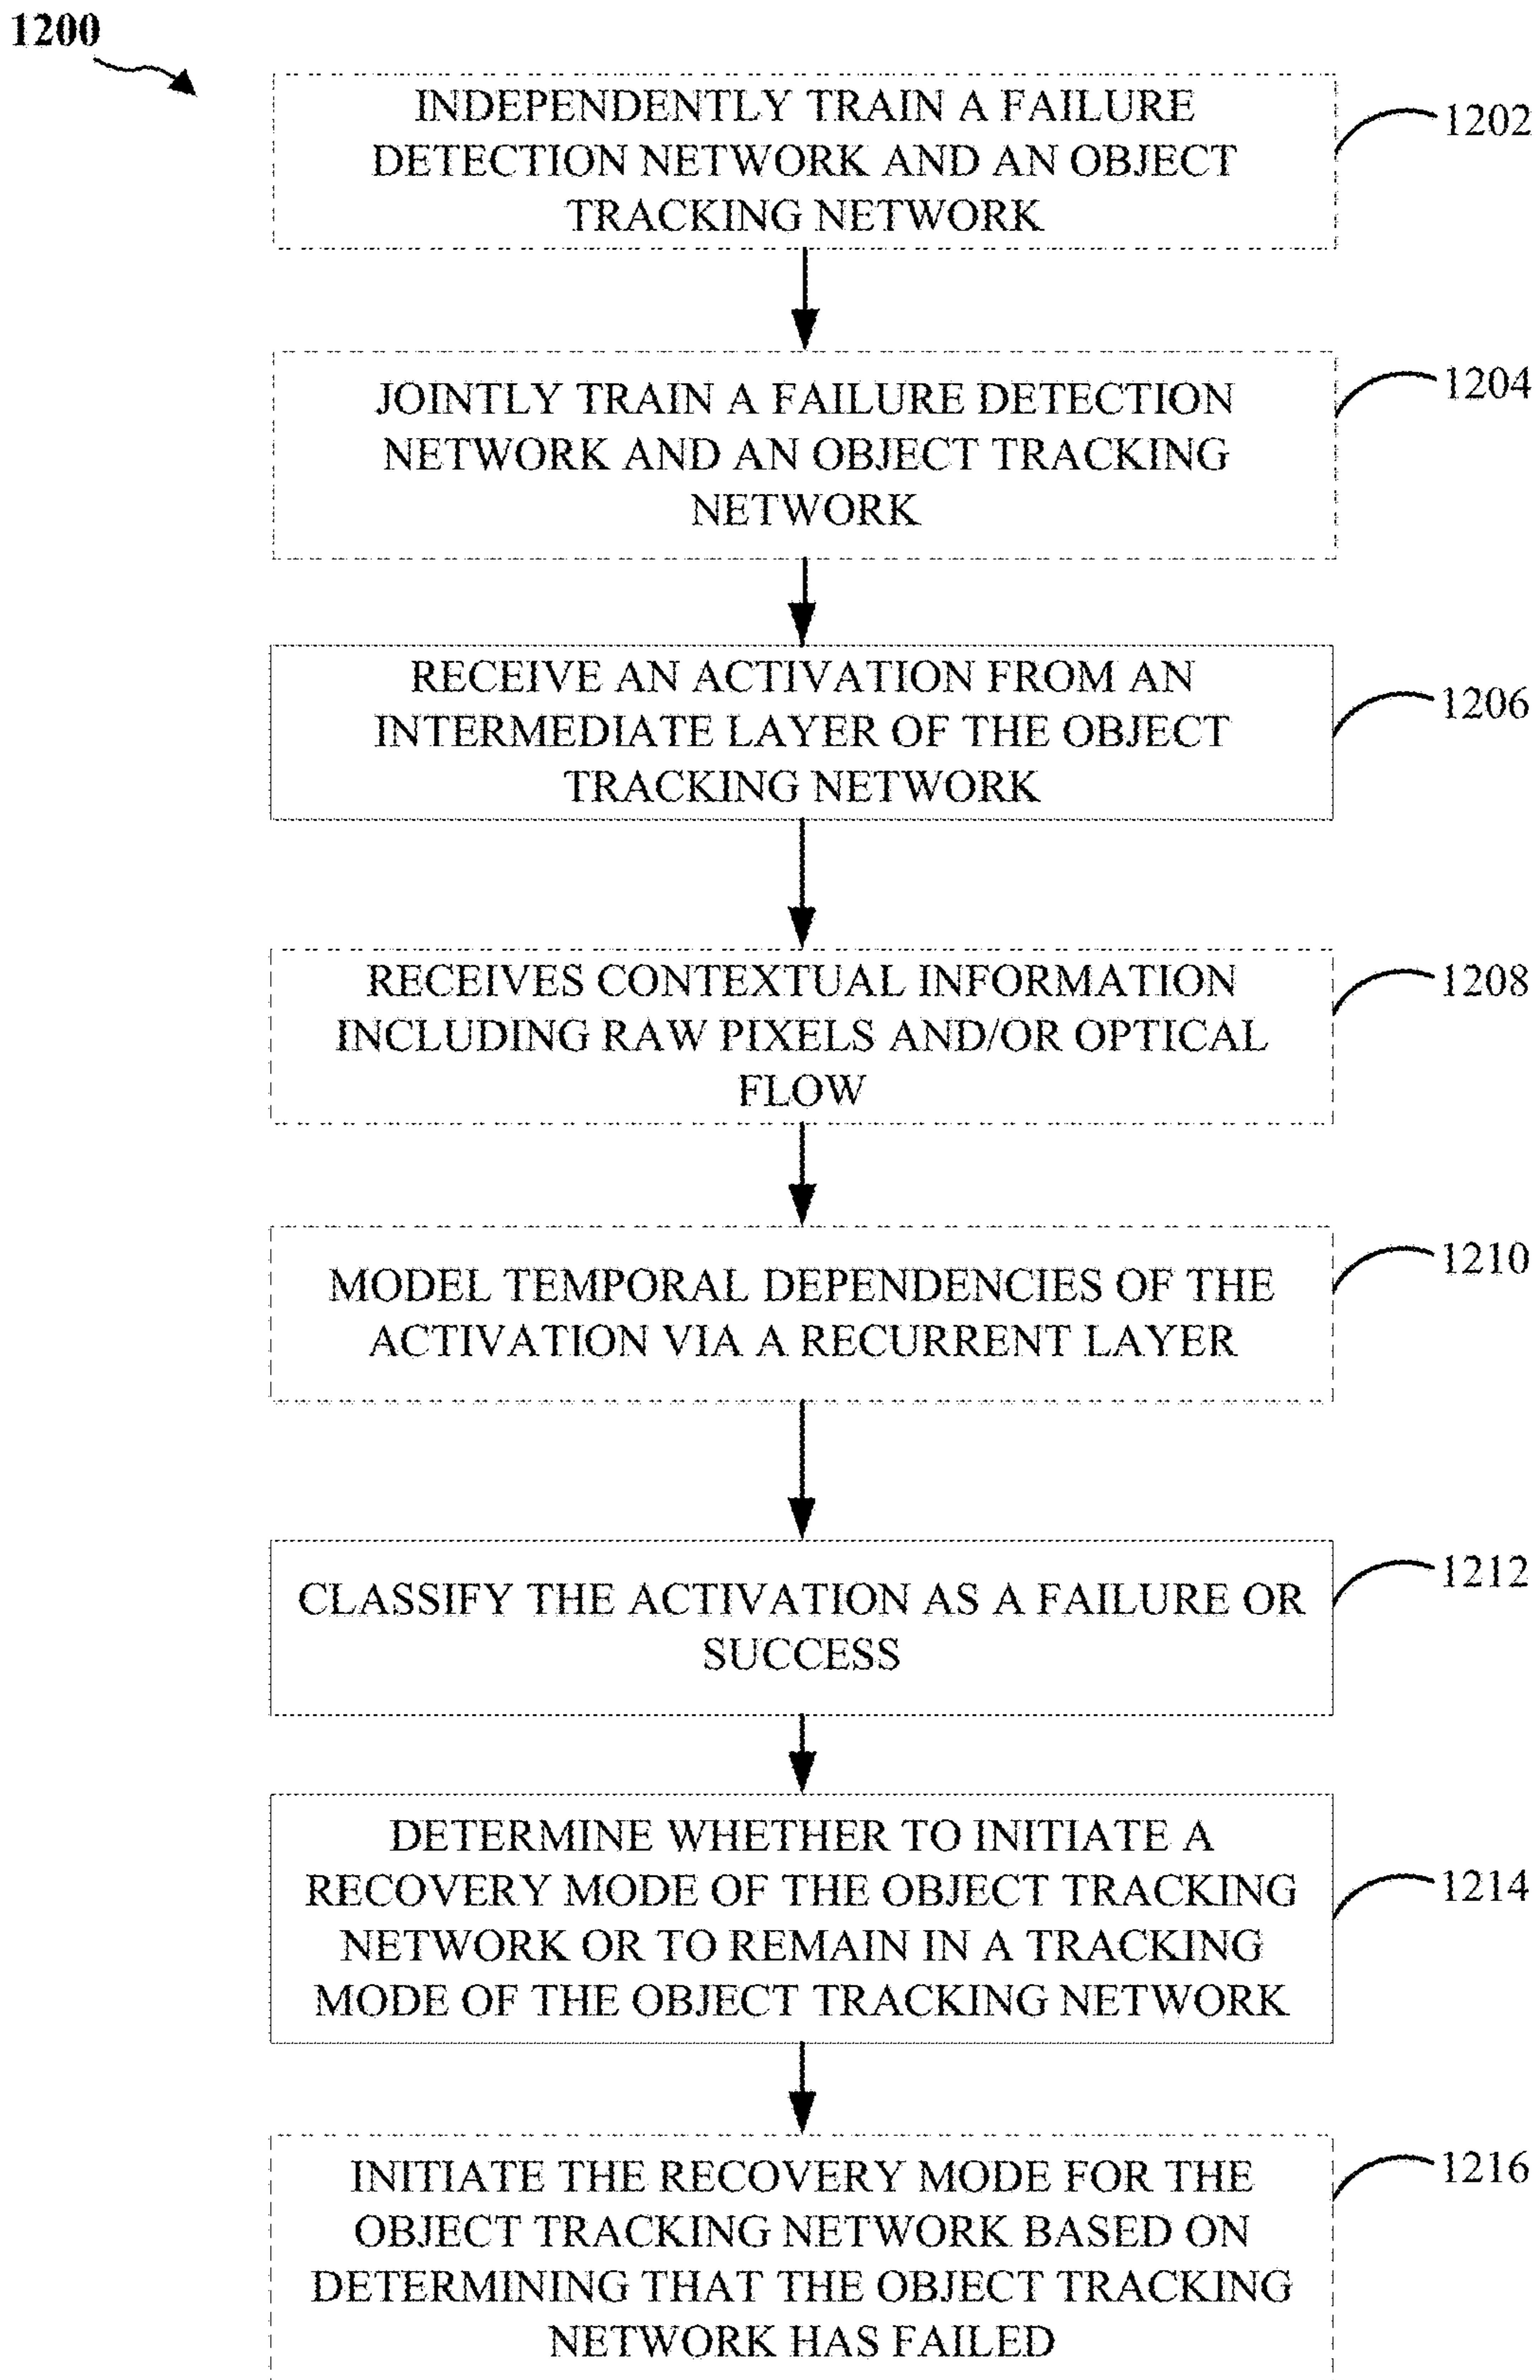 1200
INDEPENDENTLY TRAIN A FAILURE
DETECTION NETWORK AND AN OBJECT
TRACKING NETWORK
1202
JOINTLY TRAIN A FAILURE DETECTION
NETWORK AND AN OBJECT TRACKING
NETWORK
1204
RECEIVE AN ACTIVATION FROM AN
INTERMEDIATE LAYER OF THE OBJECT
TRACKING NETWORK
1206
RECEIVES CONTEXTUAL INFORMATION
INCLUDING RAW PIXELS AND/OR OPTICAL
FLOW
1208
MODEL TEMPORAL DEPENDENCIES OF THE
ACTIVATION VIA A RECURRENT LAYER
1210
CLASSIFY THE ACTIVATION AS A FAILURE OR
SUCCESS
1212
DETERMINE WHETHER TO INITIATE A
RECOVERY MODE OF THE OBJECT TRACKING
NETWORK OR TO REMAIN IN A TRACKING
MODE OF THE OBJECT TRACKING NETWORK
1214
INITIATE THE RECOVERY MODE FOR THE
OBJECT TRACKING NETWORK BASED ON
DETERMINING THAT THE OBJECT TRACKING
NETWORK HAS FAILED
1216